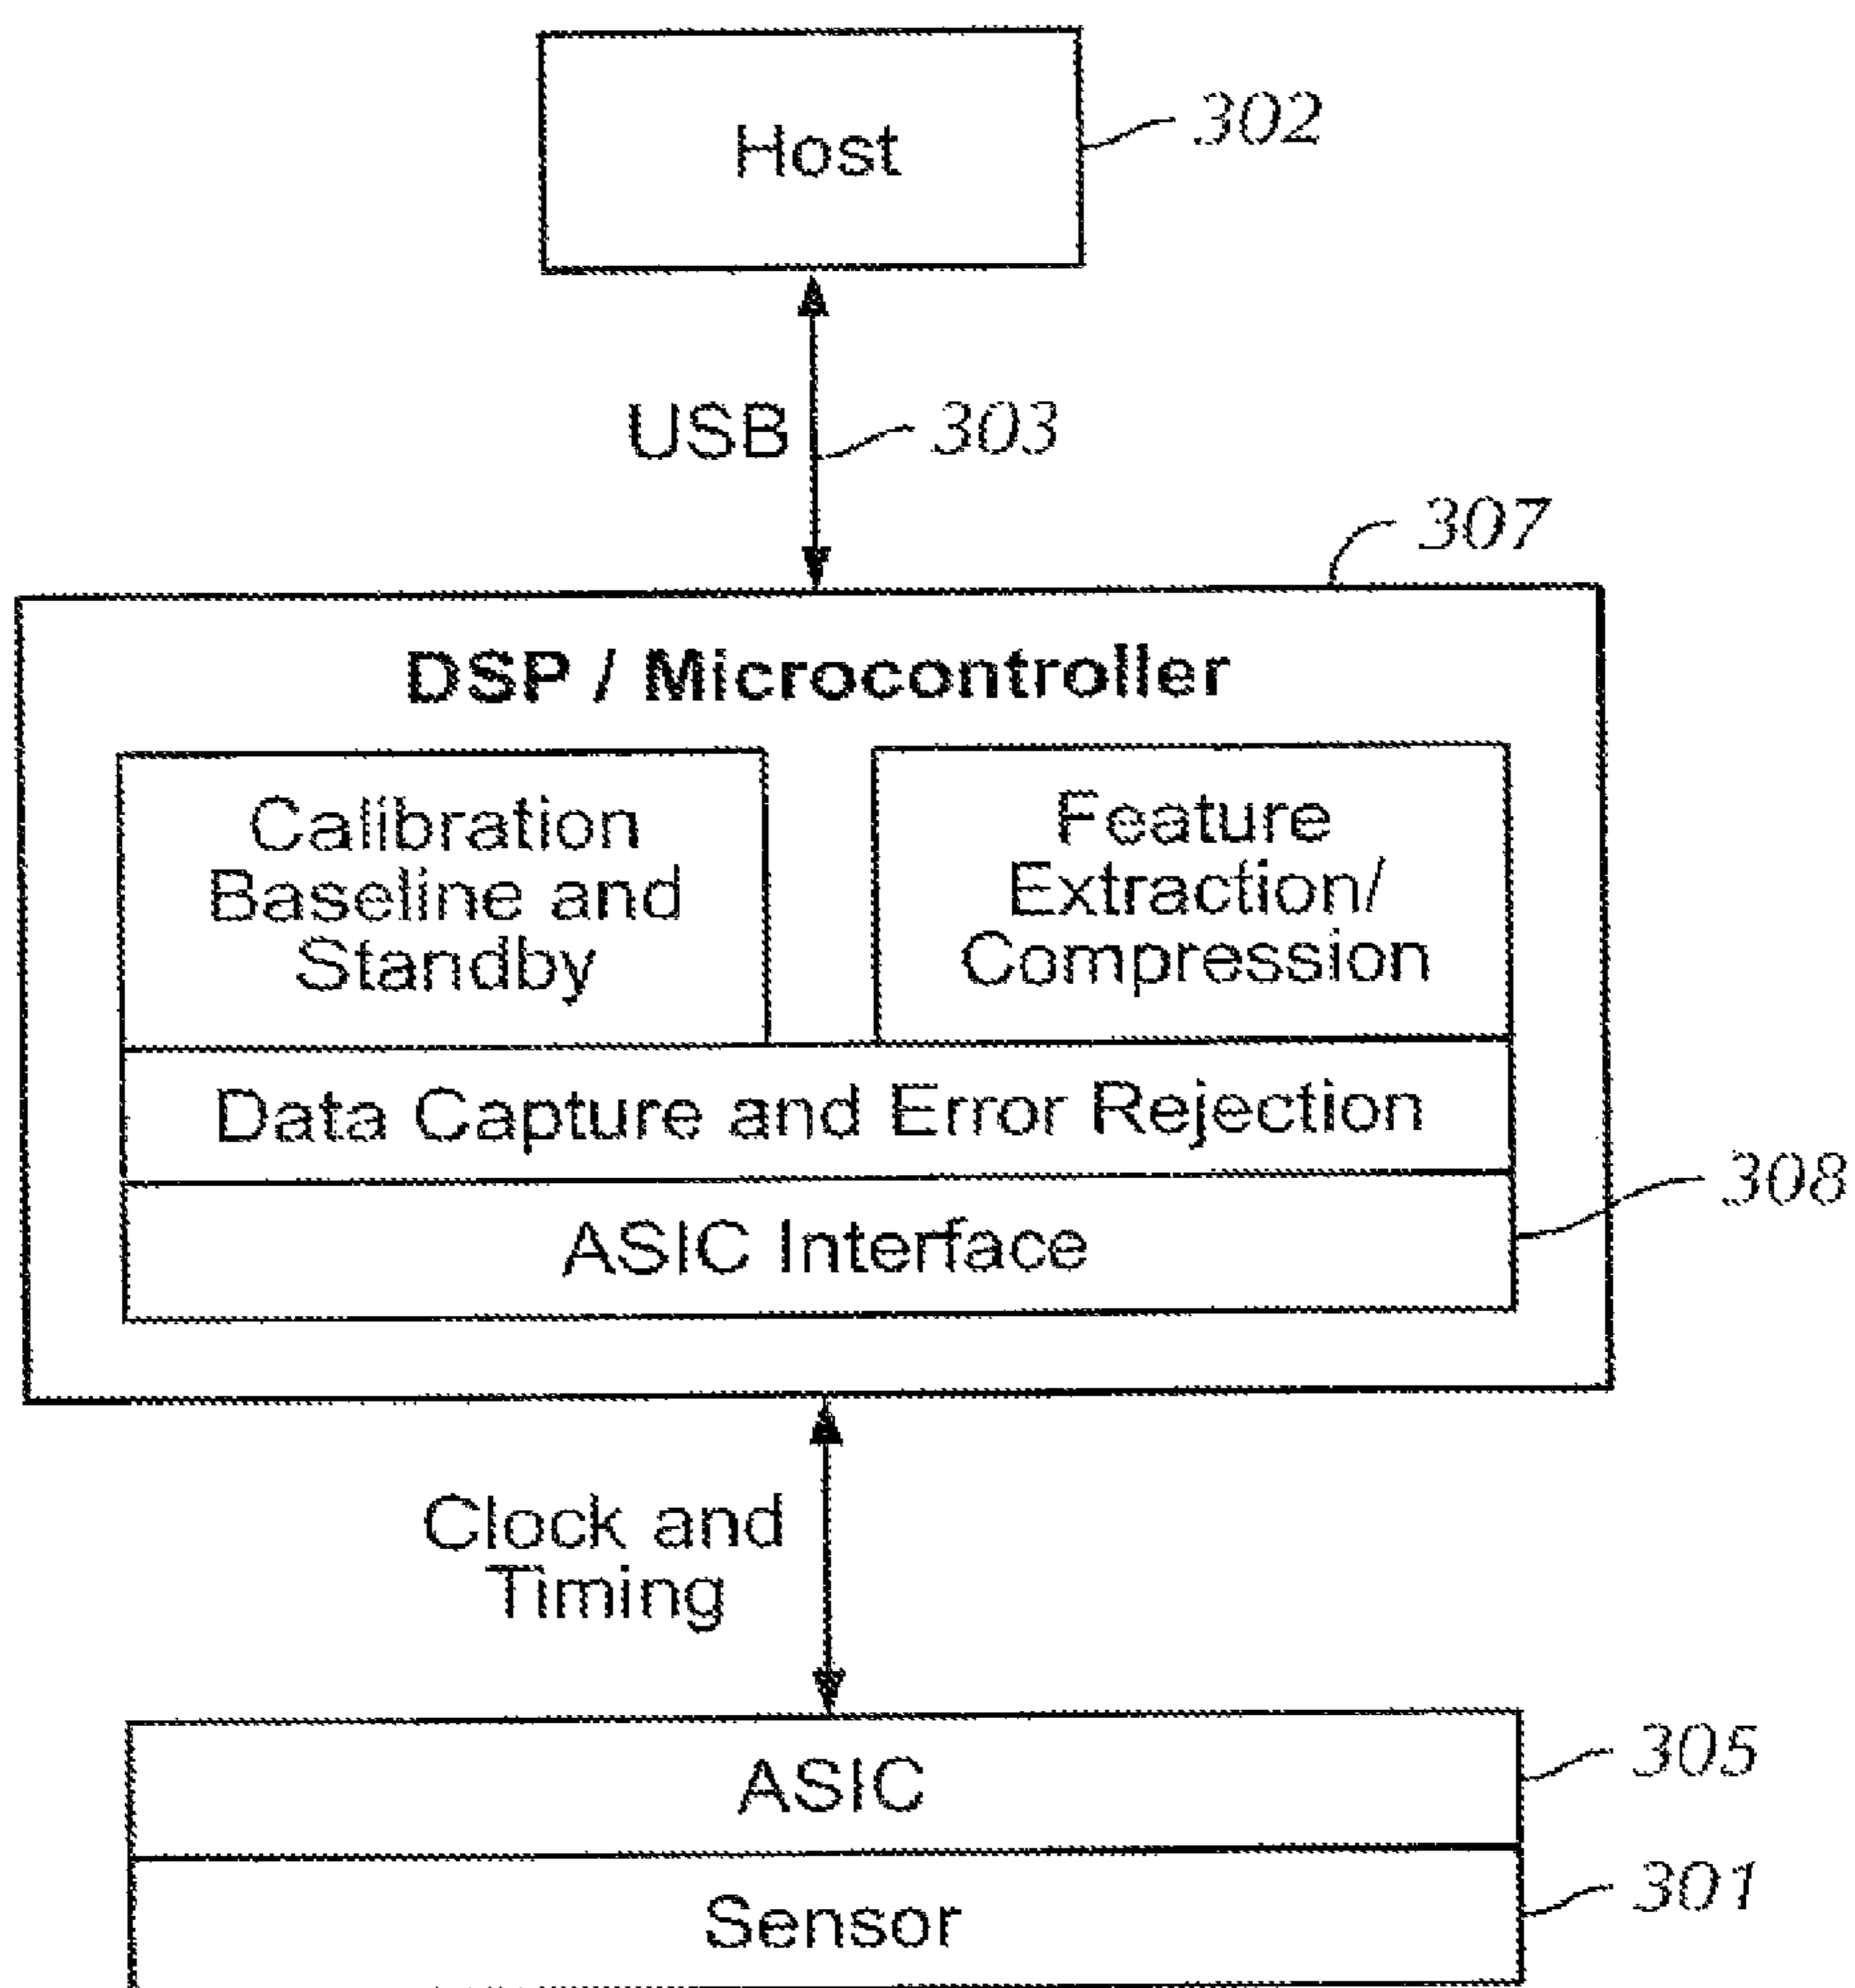 Host
302
USB
303
307
DSP / Microcontroller
Calibration
Baseline and
Standby
Feature
Extraction/
Compression
Data Capture and Error Rejection
ASIC Interface
308
Clock and
Timing
ASIC
305
Sensor
301